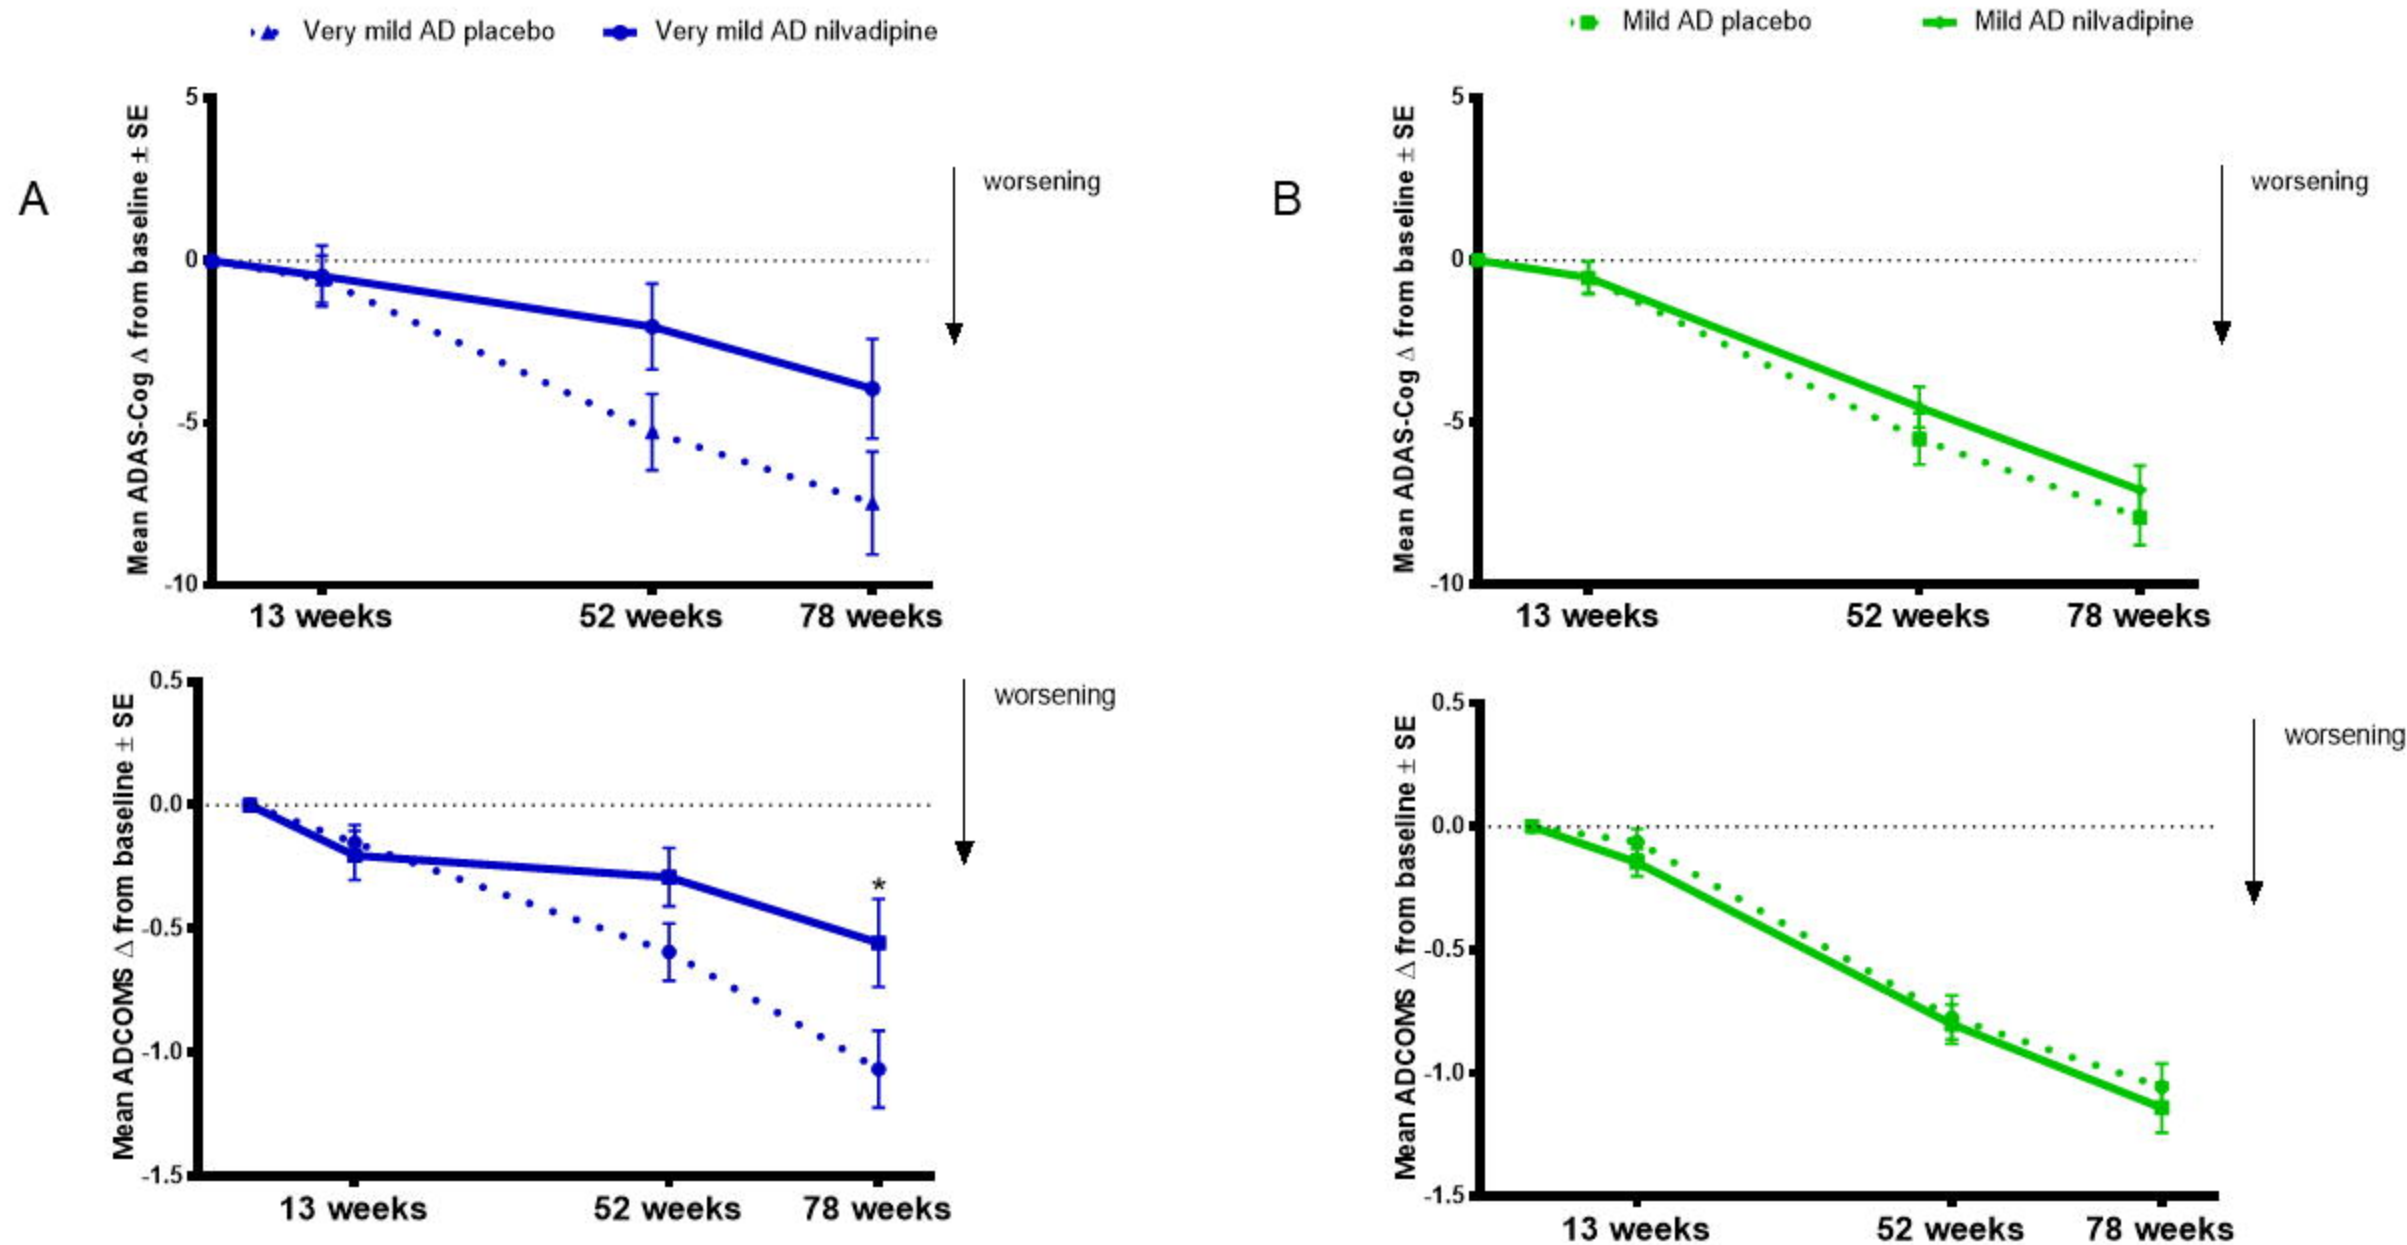 Very mild AD placebo
Very mild AD nilvadipine
Mild AD placebo
Mild AD nilvadipine
A
Mean ADAS-Cog Δ from baseline ± SE
5
0
-5
-10
13 weeks
52 weeks
78 weeks
worsening
B
Mean ADAS-Cog Δ from baseline ± SE
5
0
-5
-10
13 weeks
52 weeks
78 weeks
worsening
Mean ADCOMS Δ from baseline ± SE
0.5
0.0
-0.5
-1.0
-1.5
13 weeks
52 weeks
78 weeks
*
worsening
Mean ADCOMS Δ from baseline ± SE
0.5
0.0
-0.5
-1.0
-1.5
13 weeks
52 weeks
78 weeks
worsening